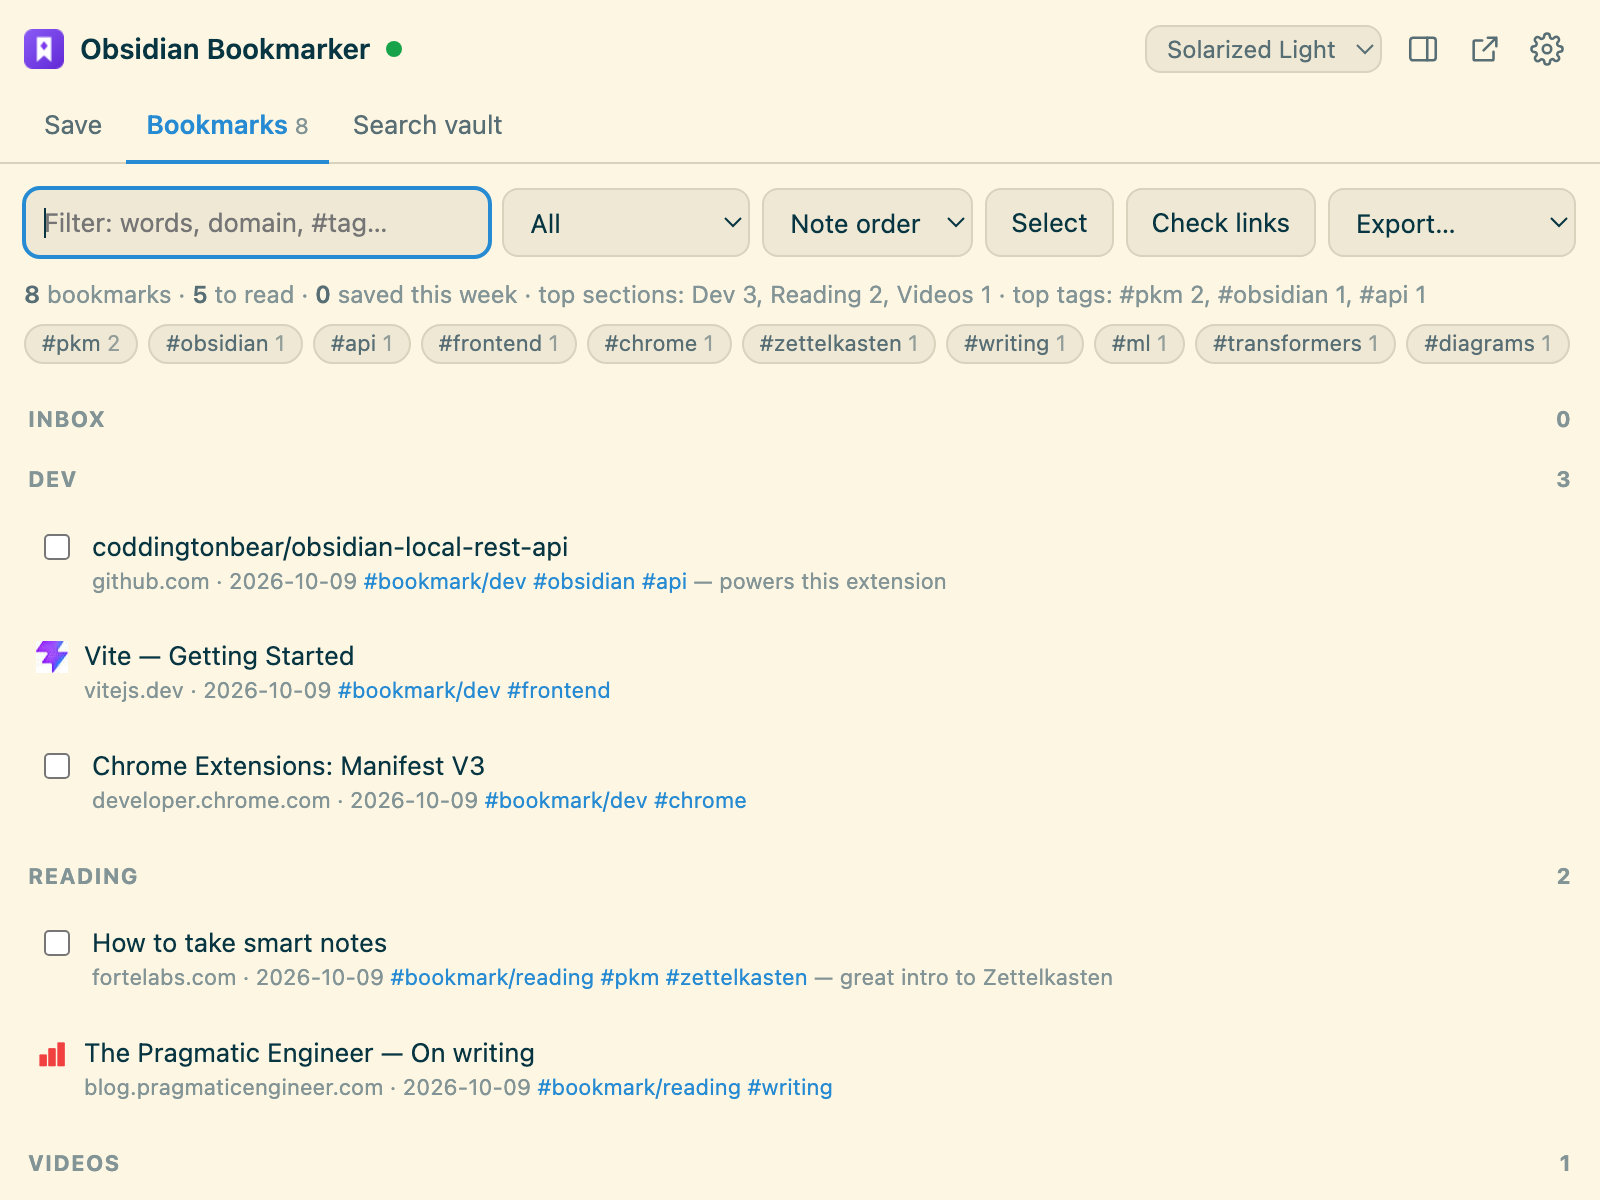 Obsidian Bookmarker
Solarized Light
Save
Bookmarks 8
Search vault
Filter: words, domain, #tag...
All
Note order
Select
Check links
Export...
8 bookmarks · 5 to read · 0 saved this week · top sections: Dev 3, Reading 2, Videos 1 · top tags: #pkm 2, #obsidian 1, #api 1
#pkm 2
#obsidian 1
#api 1
#frontend 1
#chrome 1
#zettelkasten 1
#writing 1
#ml 1
#transformers 1
#diagrams 1
INBOX 0
DEV 3
coddingtonbear/obsidian-local-rest-api
github.com · 2026-10-09 #bookmark/dev #obsidian #api — powers this extension
Vite — Getting Started
vitejs.dev · 2026-10-09 #bookmark/dev #frontend
Chrome Extensions: Manifest V3
developer.chrome.com · 2026-10-09 #bookmark/dev #chrome
READING 2
How to take smart notes
fortelabs.com · 2026-10-09 #bookmark/reading #pkm #zettelkasten — great intro to Zettelkasten
The Pragmatic Engineer — On writing
blog.pragmaticengineer.com · 2026-10-09 #bookmark/reading #writing
VIDEOS 1